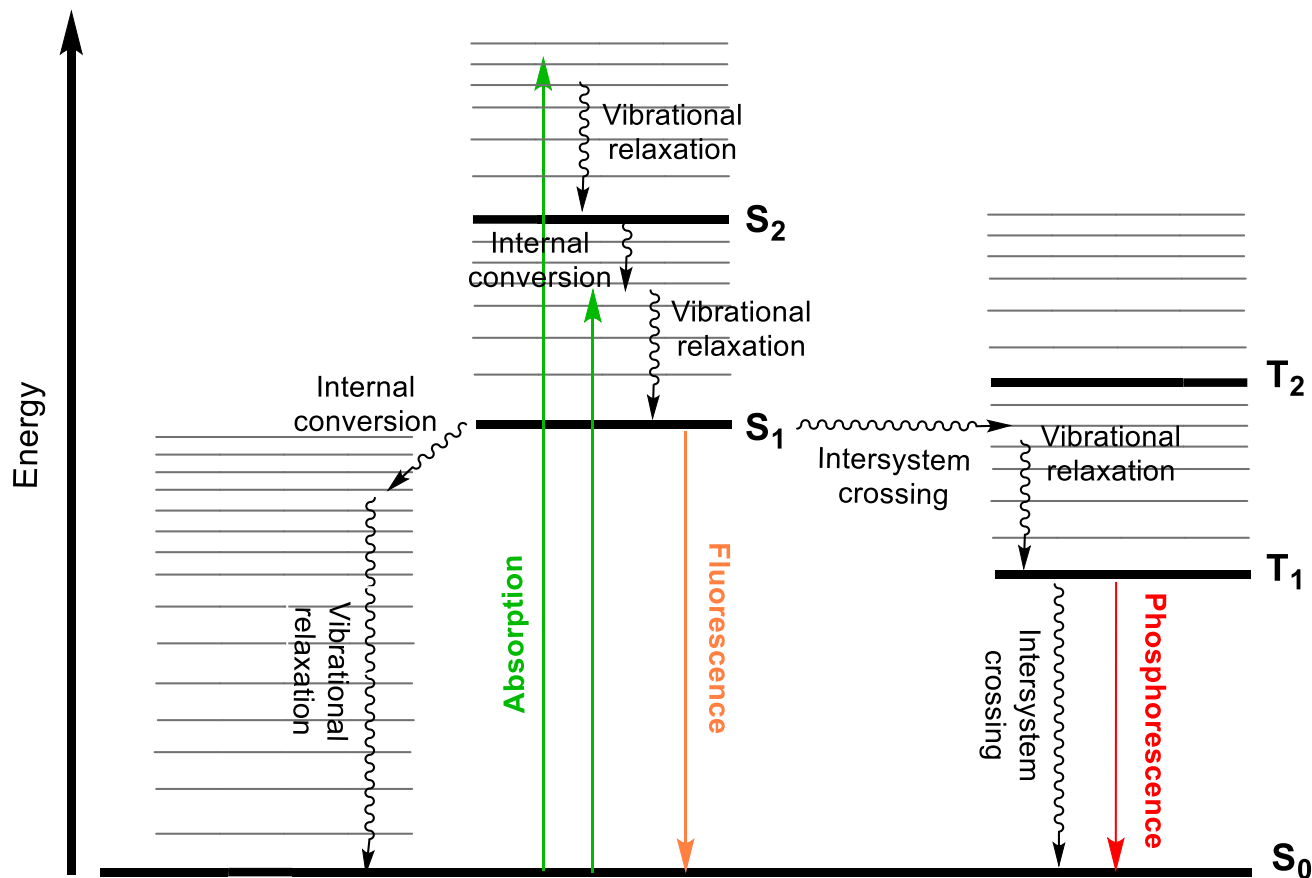 Vibrational
relaxation
S2
Internal
conversion
Vibrational
relaxation
T2
Internal
conversion
S1
Intersystem
crossing
Vibrational
relaxation
Energy
Absorption
Fluorescence
T1
Vibrational
relaxation
Intersystem
crossing
Phosphorescence
S0